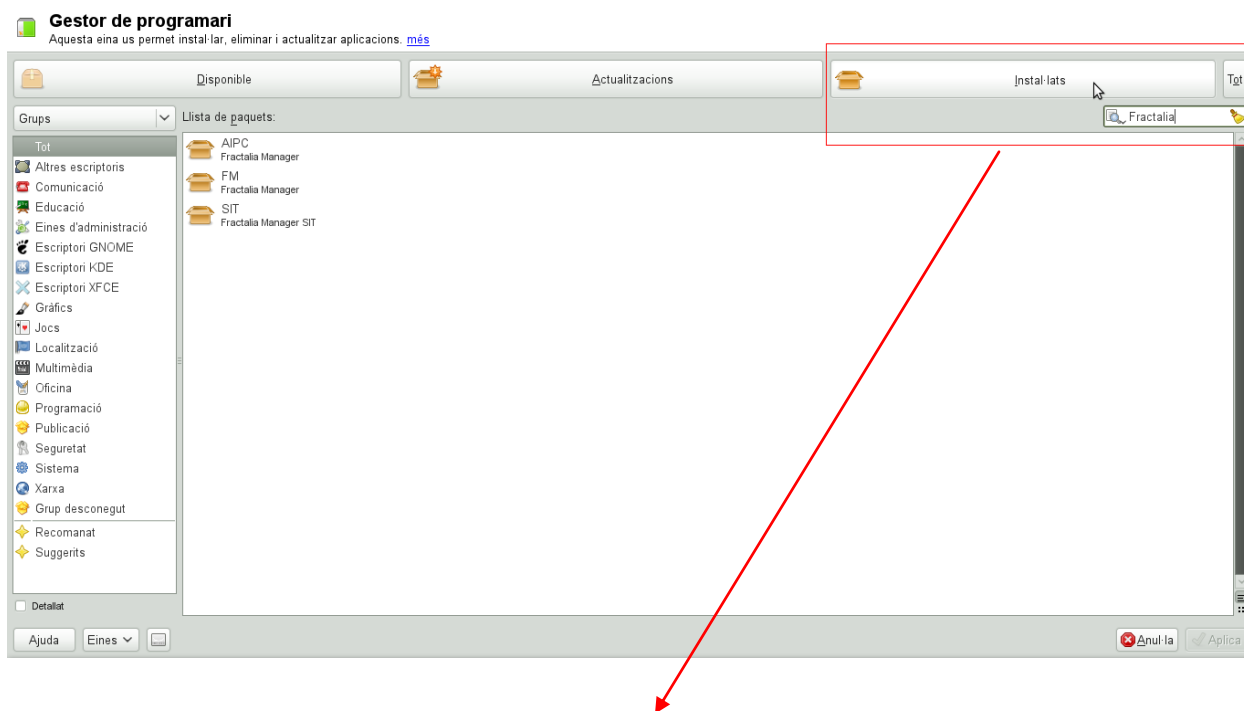 Gestor de programari
Aquesta eina us permet instal·lar, eliminar i actualitzar aplicacions. més
Disponible
Actualitzacions
Instal·lats
Tot
Grups
Llista de paquets:
Fractalia
Tot
Altres escriptoris
Comunicació
Educació
Eines d'administració
Escriptori GNOME
Escriptori KDE
Escriptori XFCE
Gràfics
Jocs
Localització
Multimèdia
Oficina
Programació
Publicació
Seguretat
Sistema
Xarxa
Grup desconegut
Recomanat
Suggerits
AIPC
Fractalia Manager
FM
Fractalia Manager
SIT
Fractalia Manager SIT
Detallat
Ajuda
Eines
Anul·la
Aplica